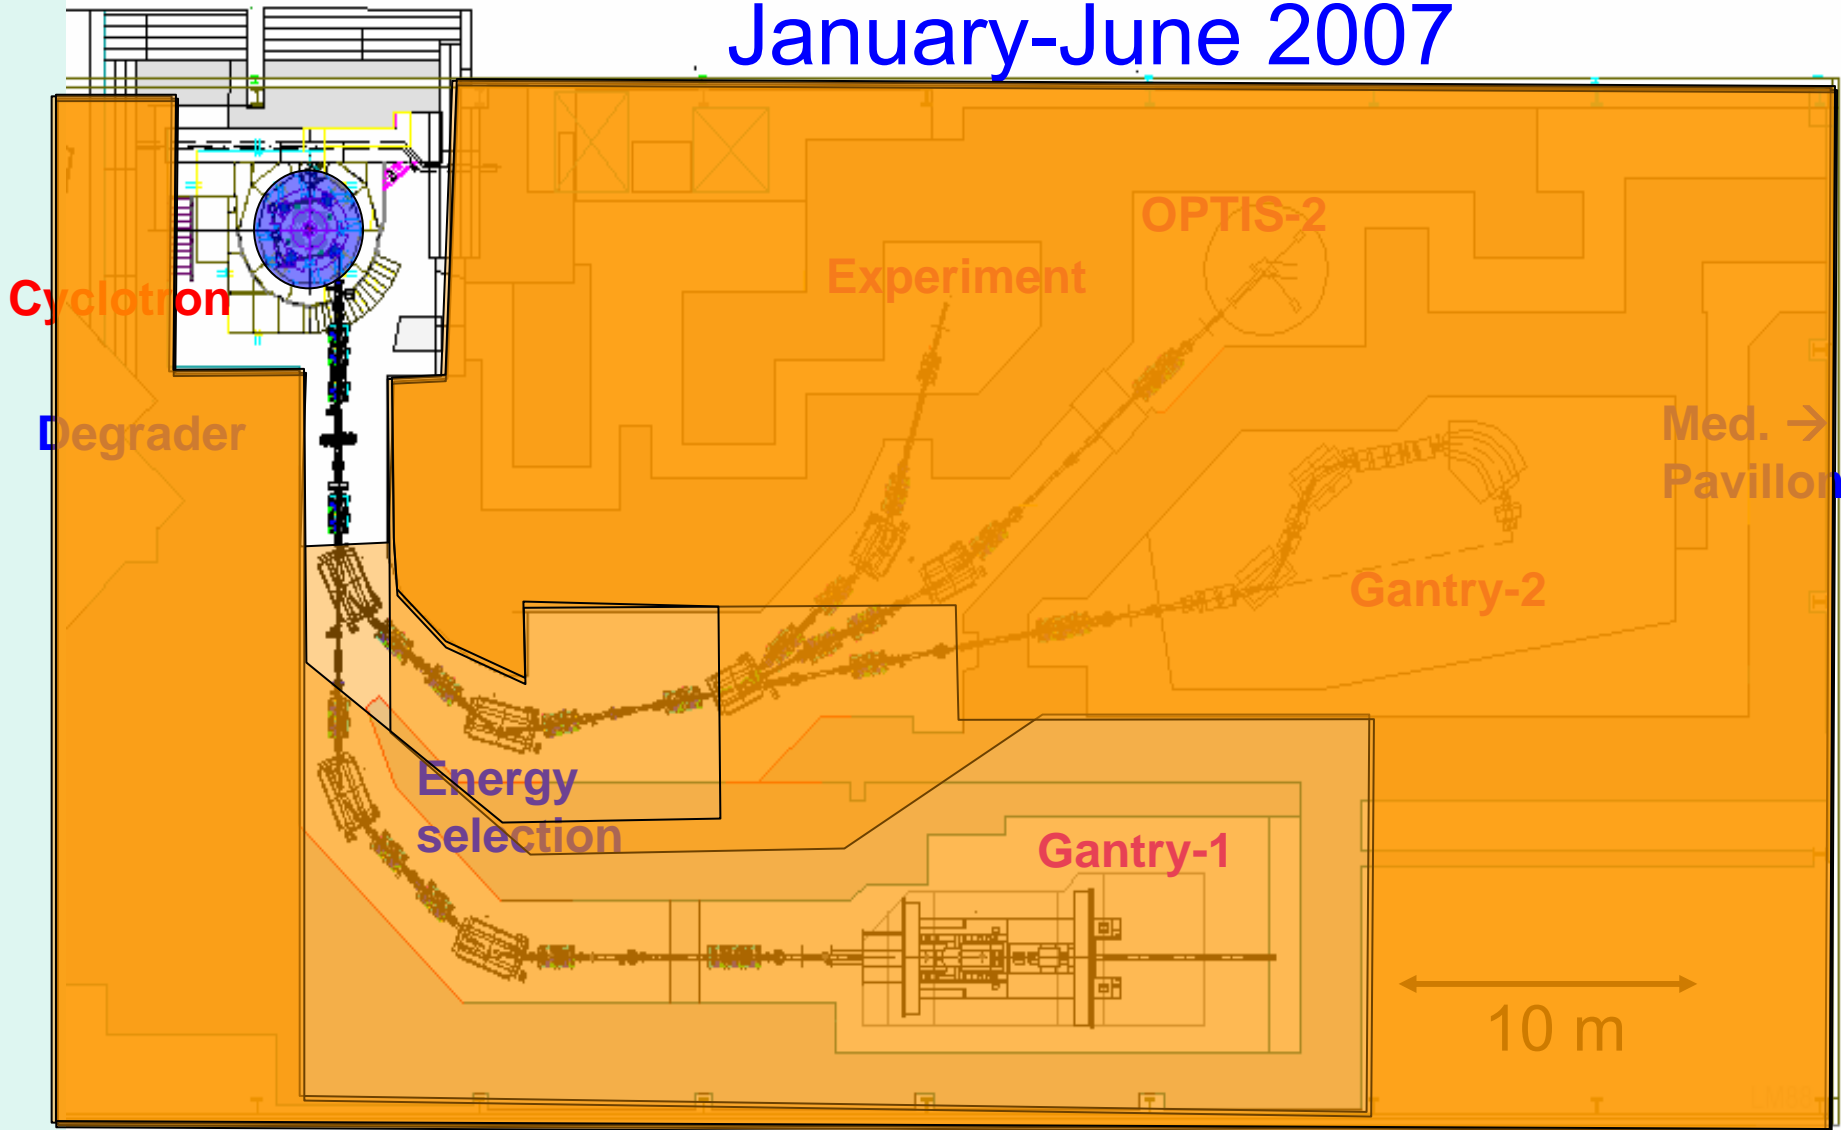 January-June 2007
OPTIS-2
Experiment
Cyclotron
Degrader
Med. →
Pavillon
Gantry-2
Energy
selection
Gantry-1
10 m